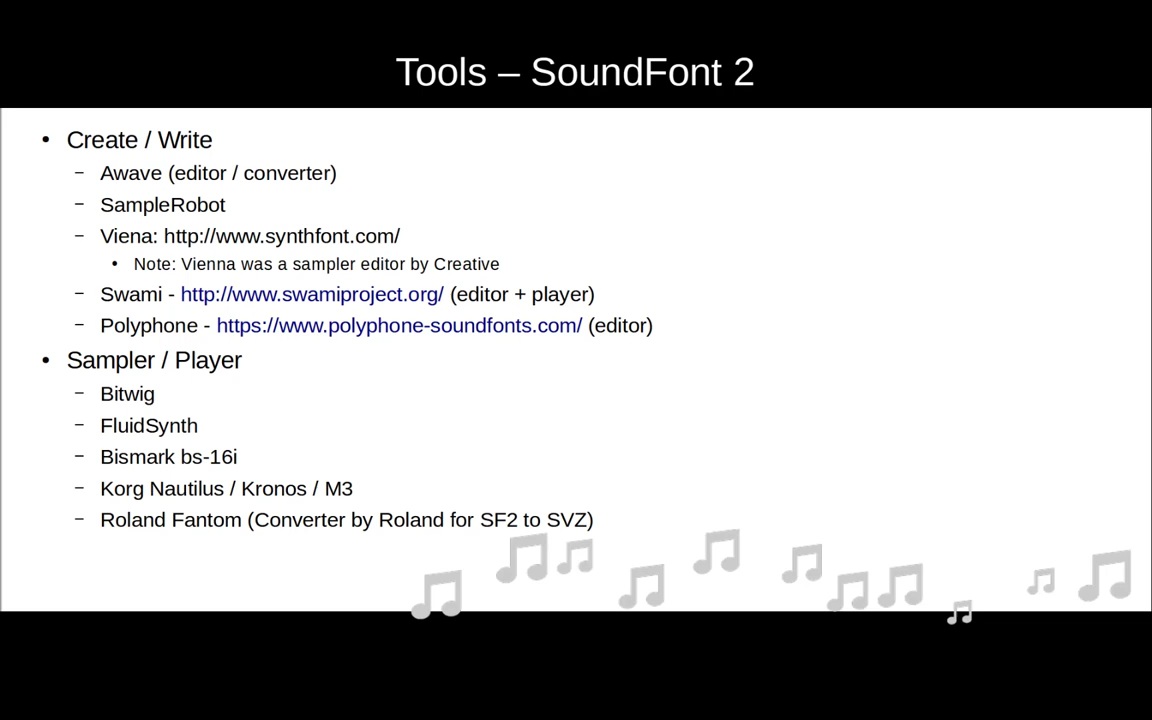 Tools – SoundFont 2
• Create / Write
– Awave (editor / converter)
– SampleRobot
– Viena: http://www.synthfont.com/
• Note: Vienna was a sampler editor by Creative
– Swami - http://www.swamiproject.org/ (editor + player)
– Polyphone - https://www.polyphone-soundfonts.com/ (editor)
• Sampler / Player
– Bitwig
– FluidSynth
– Bismark bs-16i
– Korg Nautilus / Kronos / M3
– Roland Fantom (Converter by Roland for SF2 to SVZ)